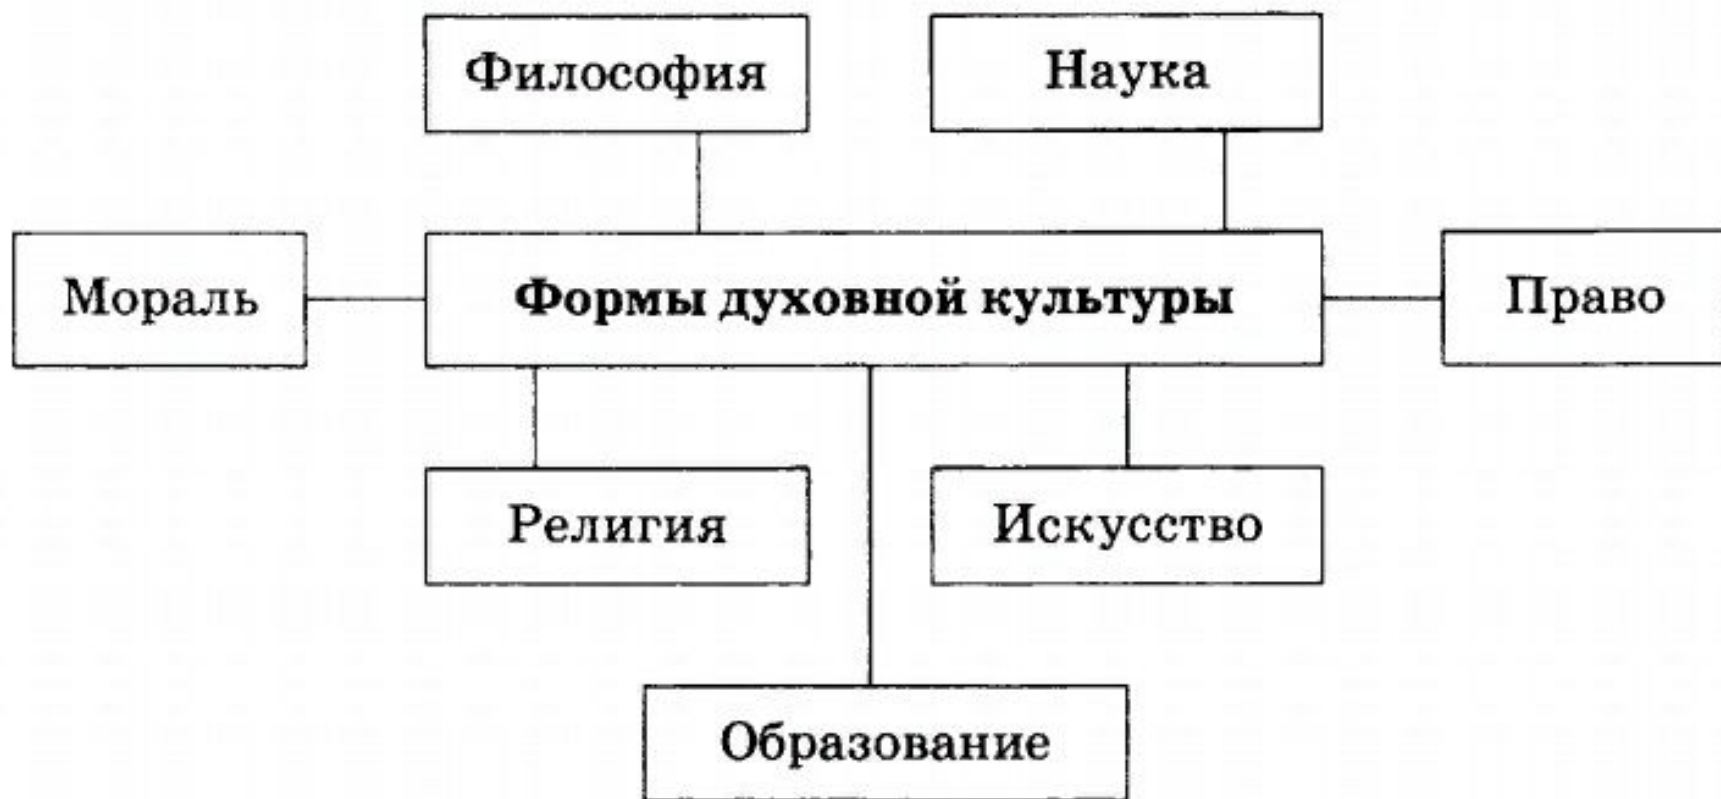 Философия
Наука
Мораль
Формы духовной культуры
Право
Религия
Искусство
Образование